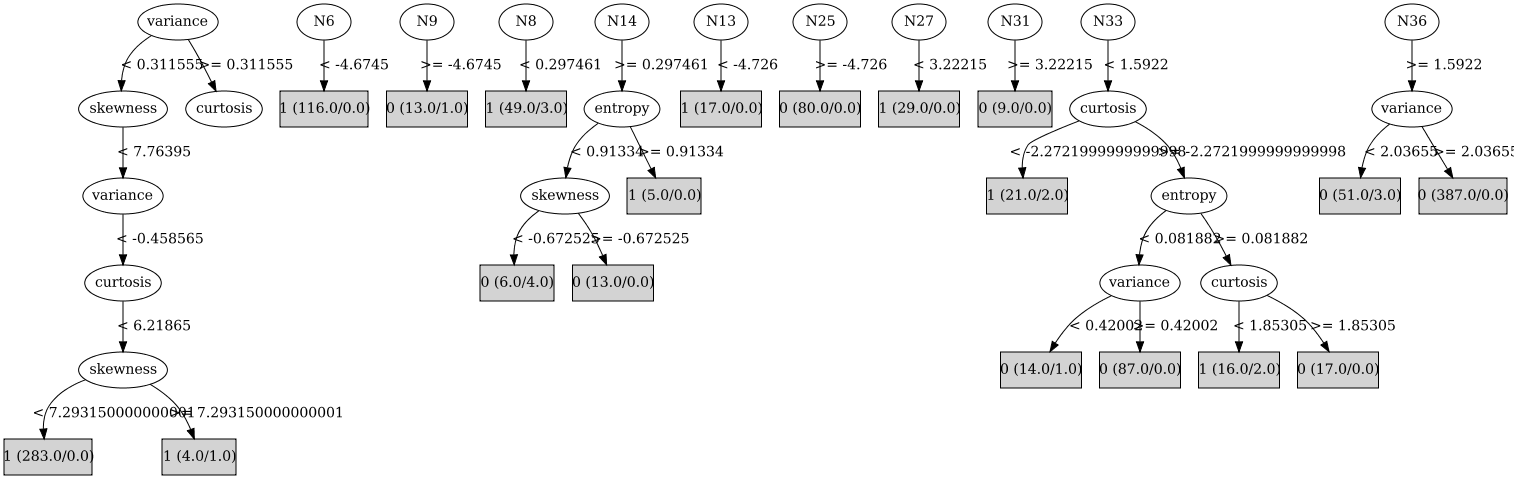 variance N6 N9 N8 N14 N13 N25 N27 N31 N33 N36
< 0.311555 >= 0.311555 < -4.6745 >= -4.6745 < 0.297461 >= 0.297461 < -4.726 >= -4.726 < 3.22215 >= 3.22215 < 1.5922 >= 1.5922
skewness curtosis 1 (116.0/0.0) 0 (13.0/1.0) 1 (49.0/3.0) entropy 1 (17.0/0.0) 0 (80.0/0.0) 1 (29.0/0.0) 0 (9.0/0.0) curtosis variance
< 7.76395 < 0.91334 >= 0.91334 < -2.2721999999999998 >= -2.2721999999999998 < 2.03655 >= 2.03655
variance skewness 1 (5.0/0.0) 1 (21.0/2.0) entropy 0 (51.0/3.0) 0 (387.0/0.0)
< -0.458565 < -0.672525 >= -0.672525 < 0.081882 >= 0.081882
curtosis 0 (6.0/4.0) 0 (13.0/0.0) variance curtosis
< 6.21865 < 0.42002 >= 0.42002 < 1.85305 >= 1.85305
skewness 0 (14.0/1.0) 0 (87.0/0.0) 1 (16.0/2.0) 0 (17.0/0.0)
< 7.293150000000001 >= 7.293150000000001
1 (283.0/0.0) 1 (4.0/1.0)